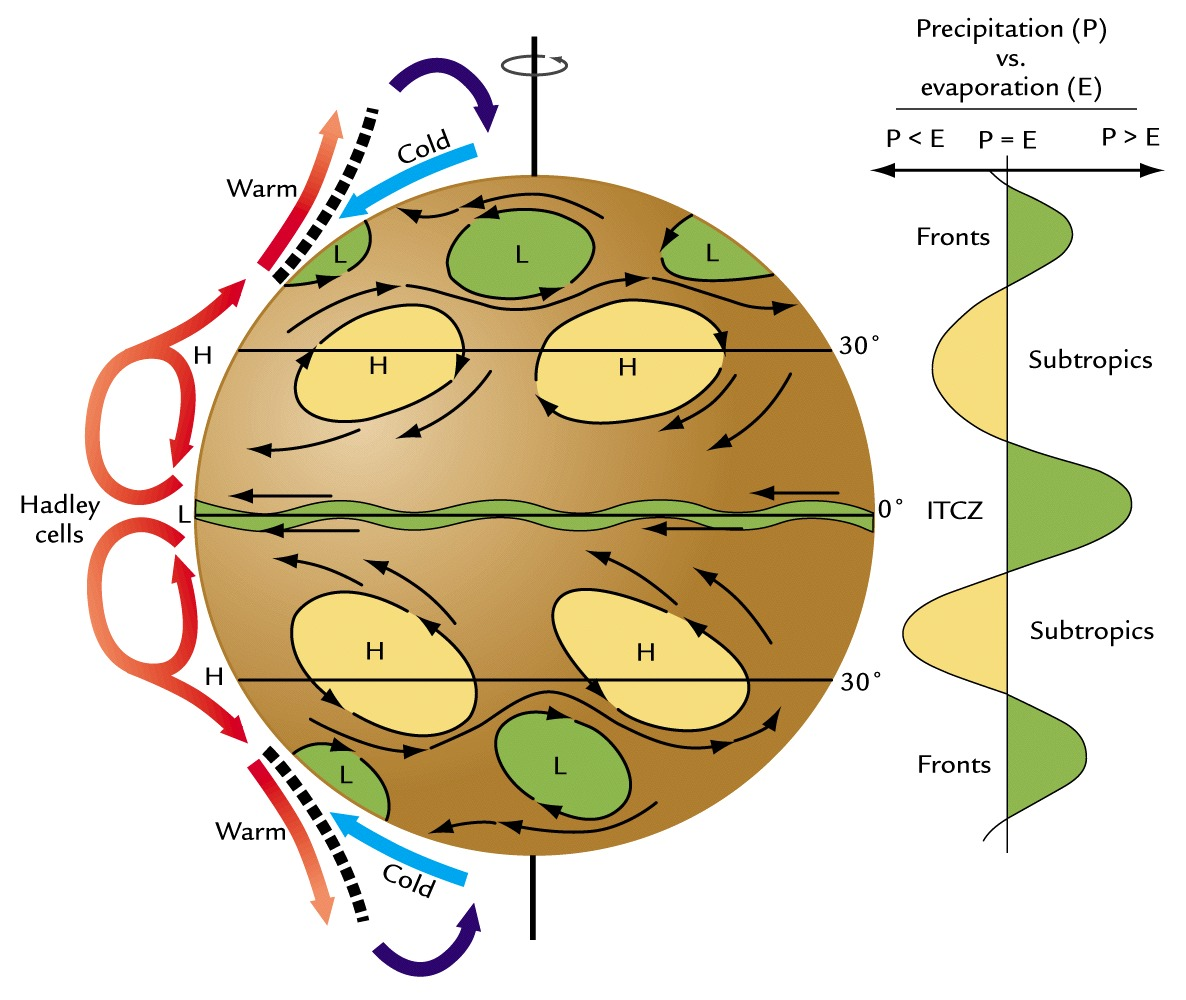 Precipitation (P)
vs.
evaporation (E)
P < E
P = E
P > E
Cold
Warm
L
L
L
Fronts
H
30°
H
H
Subtropics
Hadley
cells
L
0°
ITCZ
H
H
Subtropics
H
30°
L
L
Fronts
Warm
Cold